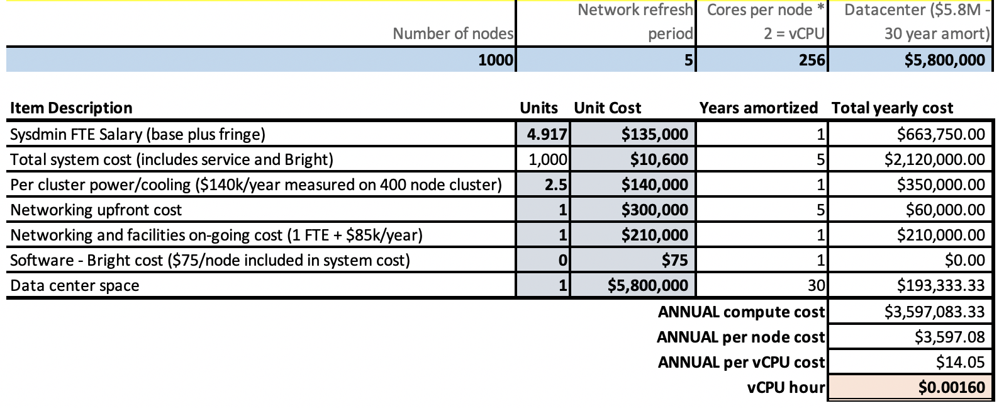 Number of nodes Network refresh period Cores per node * 2 = vCPU Datacenter ($5.8M - 30 year amort)
1000 5 256 $5,800,000
Item Description Units Unit Cost Years amortized Total yearly cost
Sysdmin FTE Salary (base plus fringe) 4.917 $135,000 1 $663,750.00
Total system cost (includes service and Bright) 1,000 $10,600 5 $2,120,000.00
Per cluster power/cooling ($140k/year measured on 400 node cluster) 2.5 $140,000 1 $350,000.00
Networking upfront cost 1 $300,000 5 $60,000.00
Networking and facilities on-going cost (1 FTE + $85k/year) 1 $210,000 1 $210,000.00
Software - Bright cost ($75/node included in system cost) 0 $75 1 $0.00
Data center space 1 $5,800,000 30 $193,333.33
ANNUAL compute cost $3,597,083.33
ANNUAL per node cost $3,597.08
ANNUAL per vCPU cost $14.05
vCPU hour $0.00160